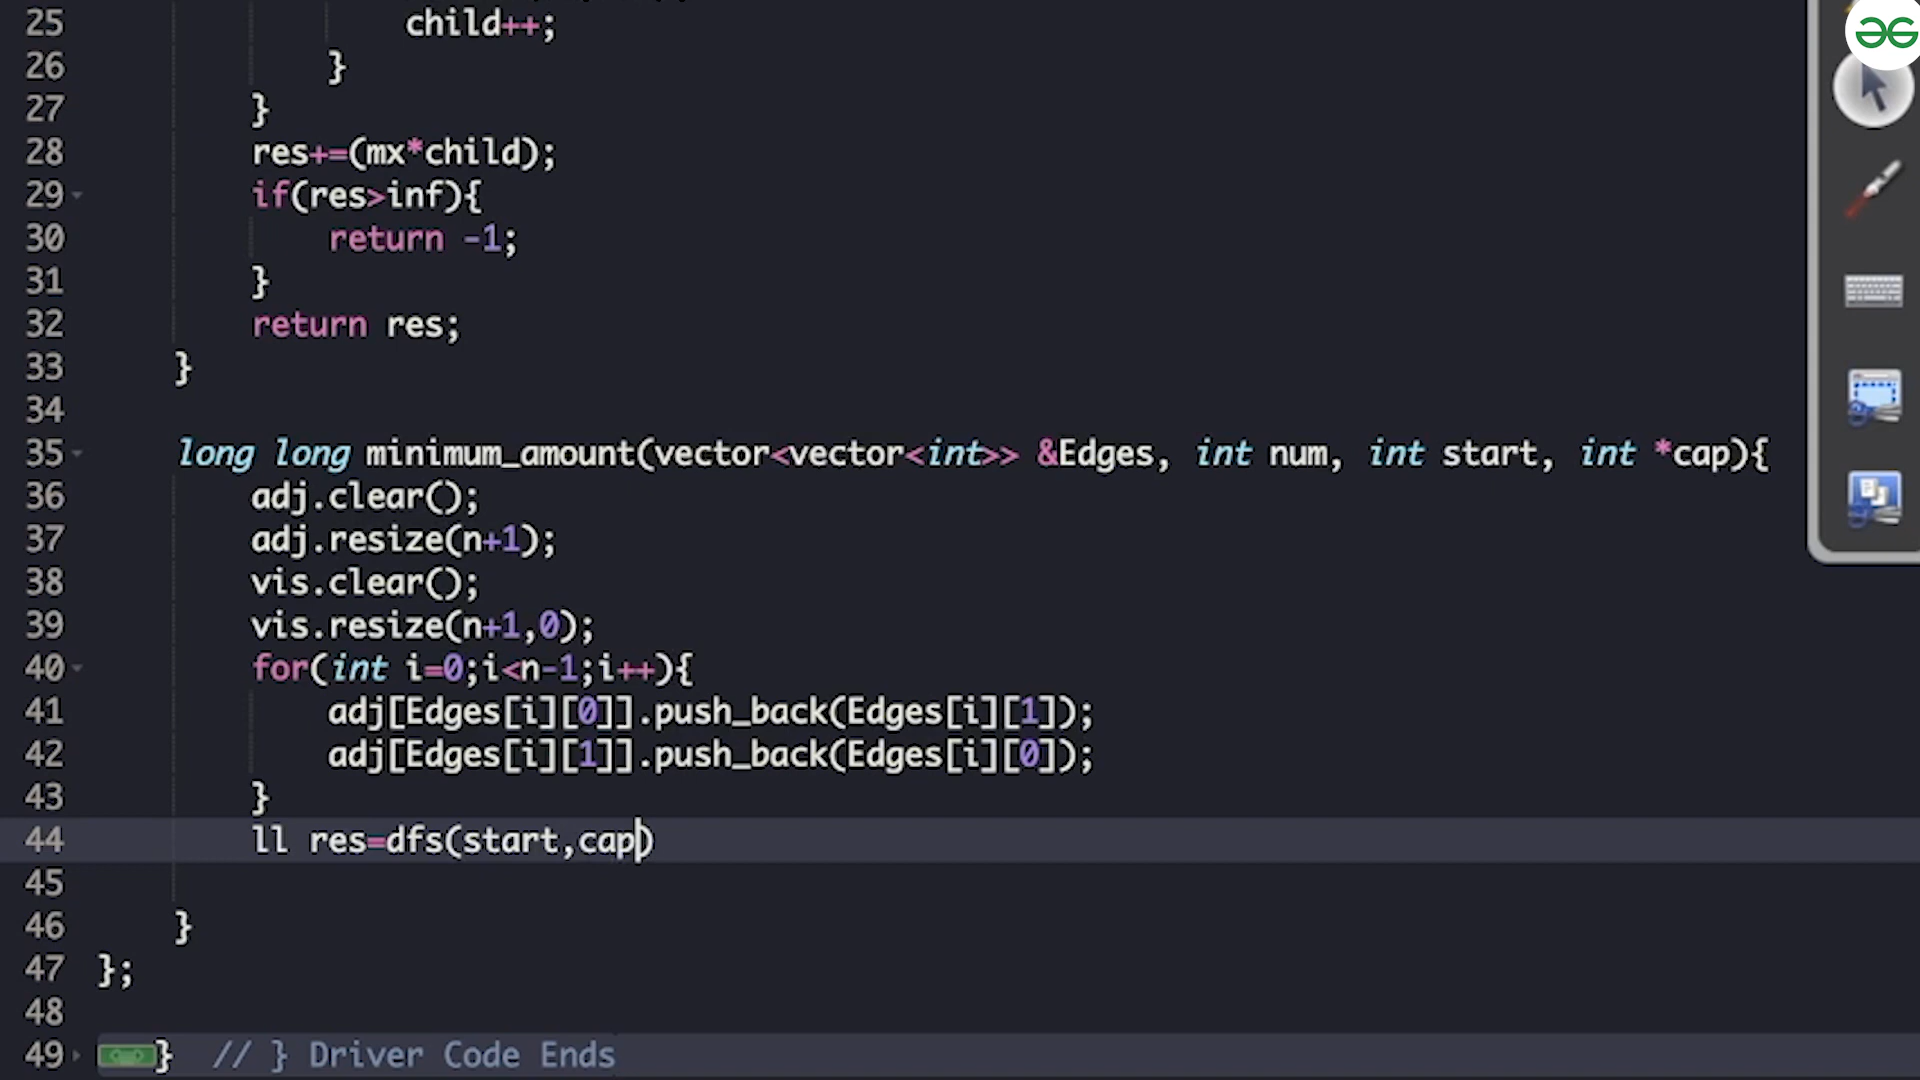 25 child++;
26 }
27 }
28 res+=(mx*child);
29 if(res>inf){
30 return -1;
31 }
32 return res;
33 }
34
35 long long minimum_amount(vector<vector<int>> &Edges, int num, int start, int *cap){
36 adj.clear();
37 adj.resize(n+1);
38 vis.clear();
39 vis.resize(n+1,0);
40 for(int i=0;i<n-1;i++){
41 adj[Edges[i][0]].push_back(Edges[i][1]);
42 adj[Edges[i][1]].push_back(Edges[i][0]);
43 }
44 ll res=dfs(start,cap)
45
46 }
47 };
48
49 } // } Driver Code Ends